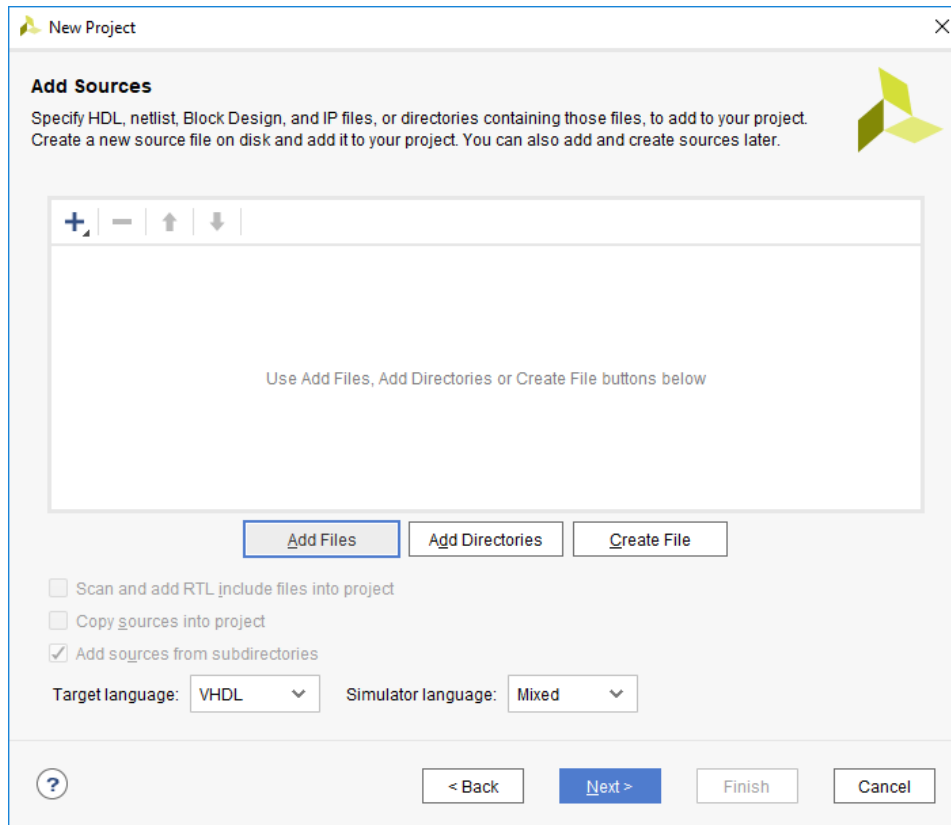 New Project
Add Sources
Specify HDL, netlist, Block Design, and IP files, or directories containing those files, to add to your project.
Create a new source file on disk and add it to your project. You can also add and create sources later.
Use Add Files, Add Directories or Create File buttons below
Add Files Add Directories Create File
Scan and add RTL include files into project
Copy sources into project
Add sources from subdirectories
Target language: VHDL Simulator language: Mixed
? < Back Next > Finish Cancel